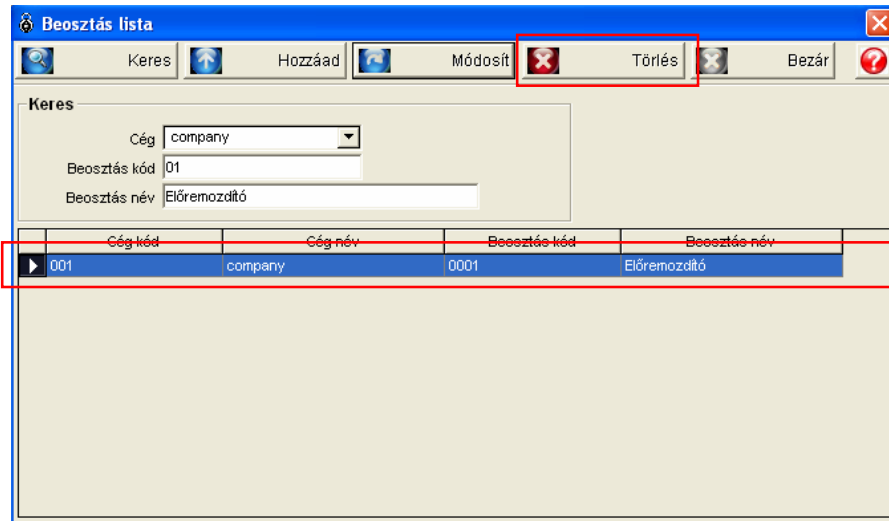 Beosztás lista
Keres Hozzáad Módosít Törlés Bezár ?
Keres
Cég company
Beosztás kód 01
Beosztás név Előremozdító
Cég kód Cég név Beosztás kód Beosztás név
001 company 0001 Előremozdító